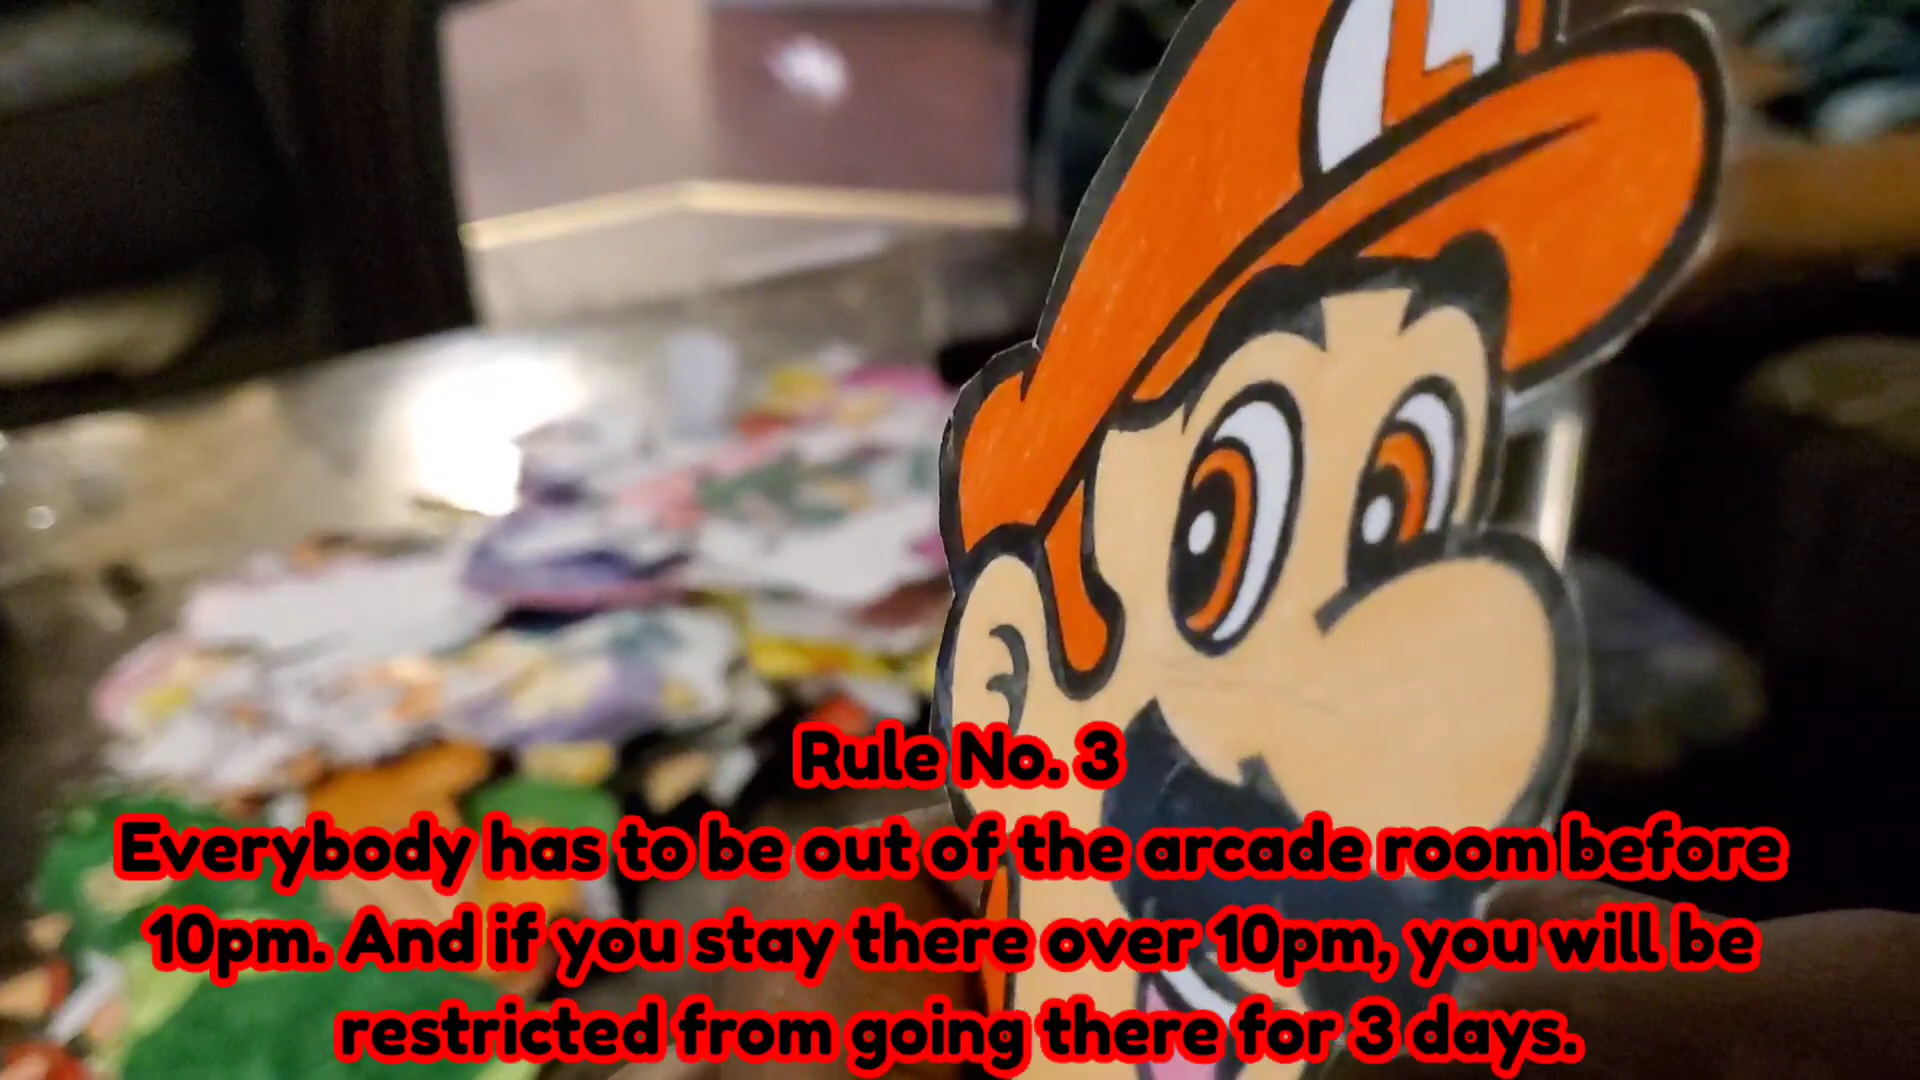 L
Rule No. 3
Everybody has to be out of the arcade room before
10pm. And if you stay there over 10pm, you will be
restricted from going there for 3 days.